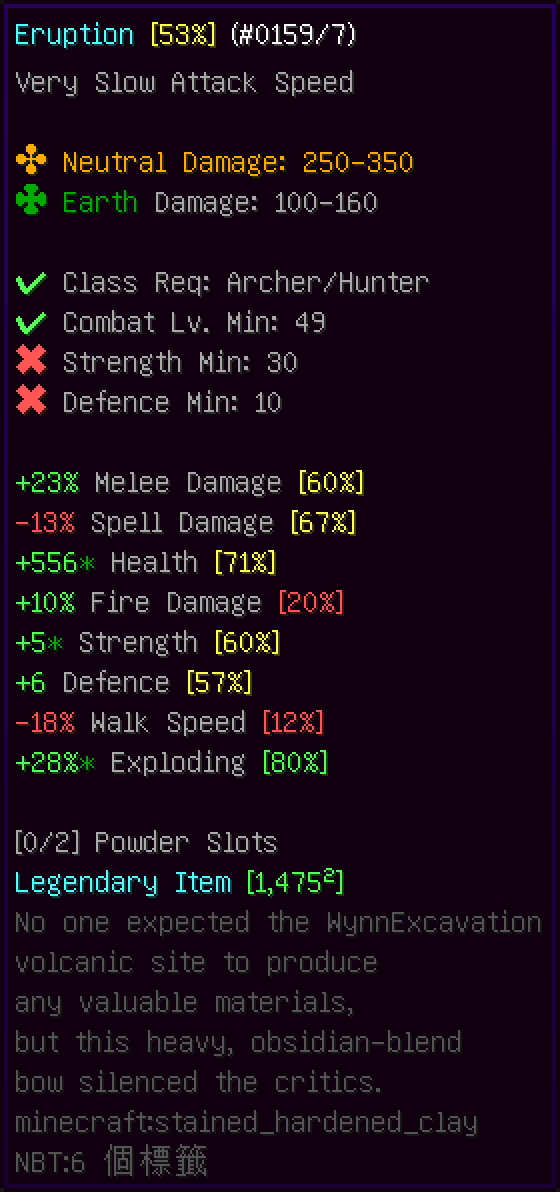 Eruption [53%] (#0159/7)
Very Slow Attack Speed
✤ Neutral Damage: 250-350
✤ Earth Damage: 100-160
✔ Class Req: Archer/Hunter
✔ Combat Lv. Min: 49
✖ Strength Min: 30
✖ Defence Min: 10
+23% Melee Damage [60%]
-13% Spell Damage [67%]
+556* Health [71%]
+10% Fire Damage [20%]
+5* Strength [60%]
+6 Defence [57%]
-18% Walk Speed [12%]
+28%* Exploding [80%]
[0/2] Powder Slots
Legendary Item [1,475²]
No one expected the WynnExcavation
volcanic site to produce
any valuable materials,
but this heavy, obsidian-blend
bow silenced the critics.
minecraft:stained_hardened_clay
NBT:6 個標籤